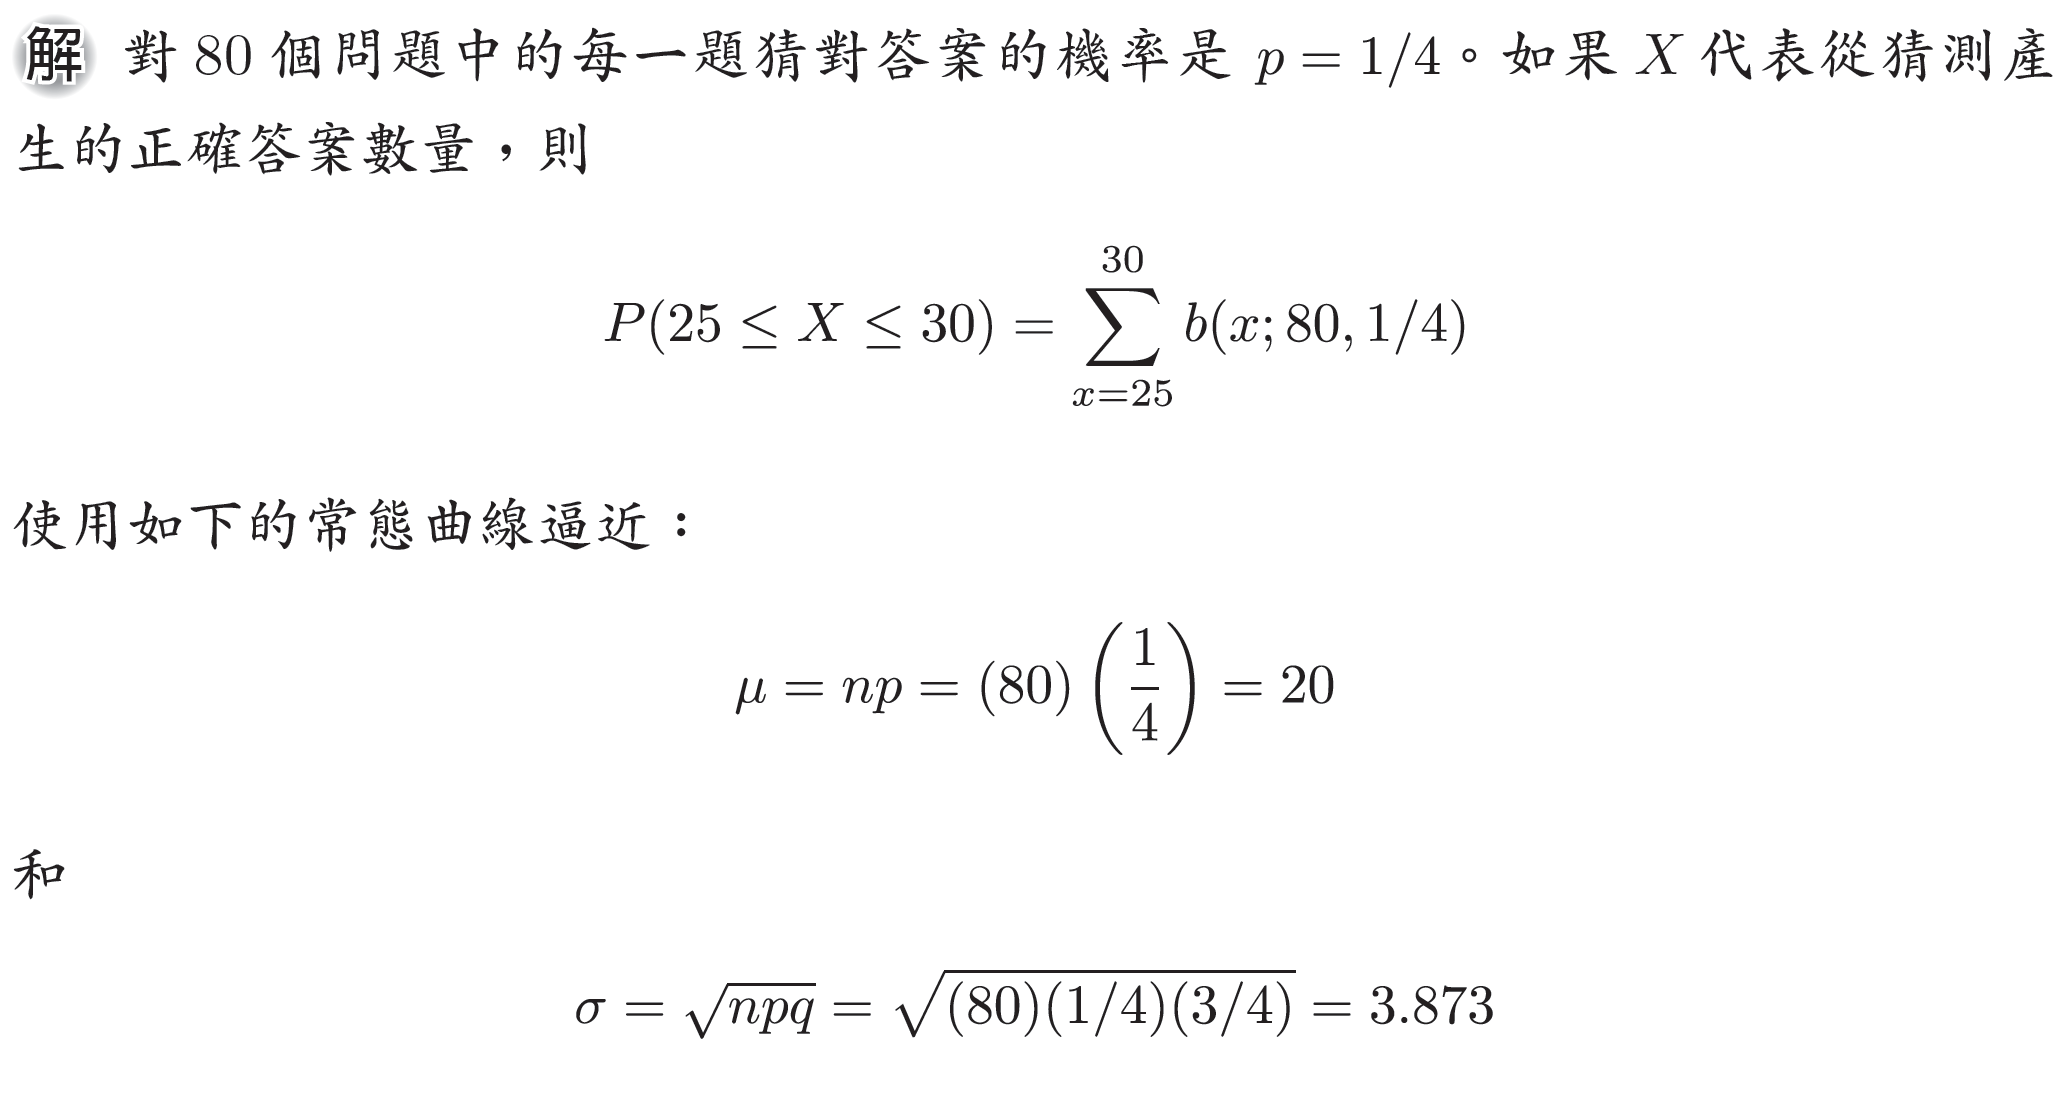 解 對 80 個問題中的每一題猜對答案的機率是 p = 1/4。如果 X 代表從猜測產
生的正確答案數量，則
P(25 ≤ X ≤ 30) = \sum_{x=25}^{30} b(x; 80, 1/4)
使用如下的常態曲線逼近：
μ = np = (80) \left(\frac{1}{4}\right) = 20
和
σ = \sqrt{npq} = \sqrt{(80)(1/4)(3/4)} = 3.873